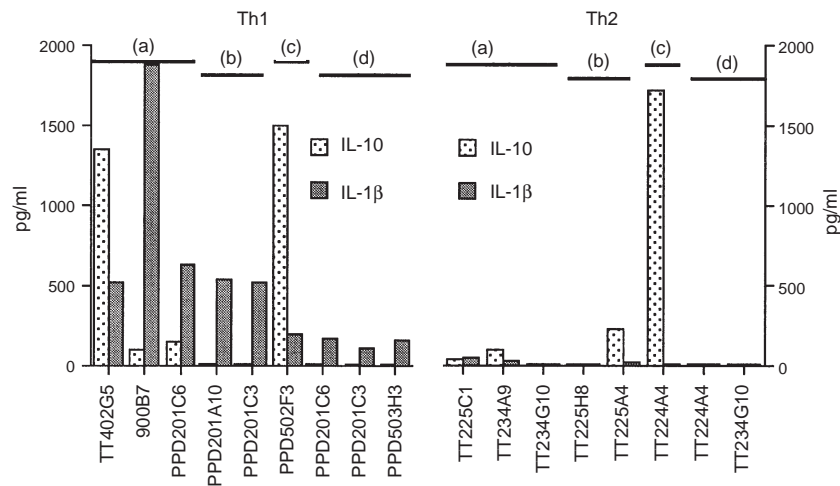 Th1 Th2
(a) (b) (c) (d) (a) (b) (c) (d)
2000 2000
1500 1500
1000 1000
500 500
0 0
pg/ml pg/ml
IL-10 IL-10
IL-1β IL-1β
TT402G5 900B7 PPD201C6 PPD201A10 PPD201C3 PPD502F3 PPD201C6 PPD201C3 PPD503H3 TT225C1 TT234A9 TT234G10 TT225H8 TT225A4 TT224A4 TT224A4 TT234G10